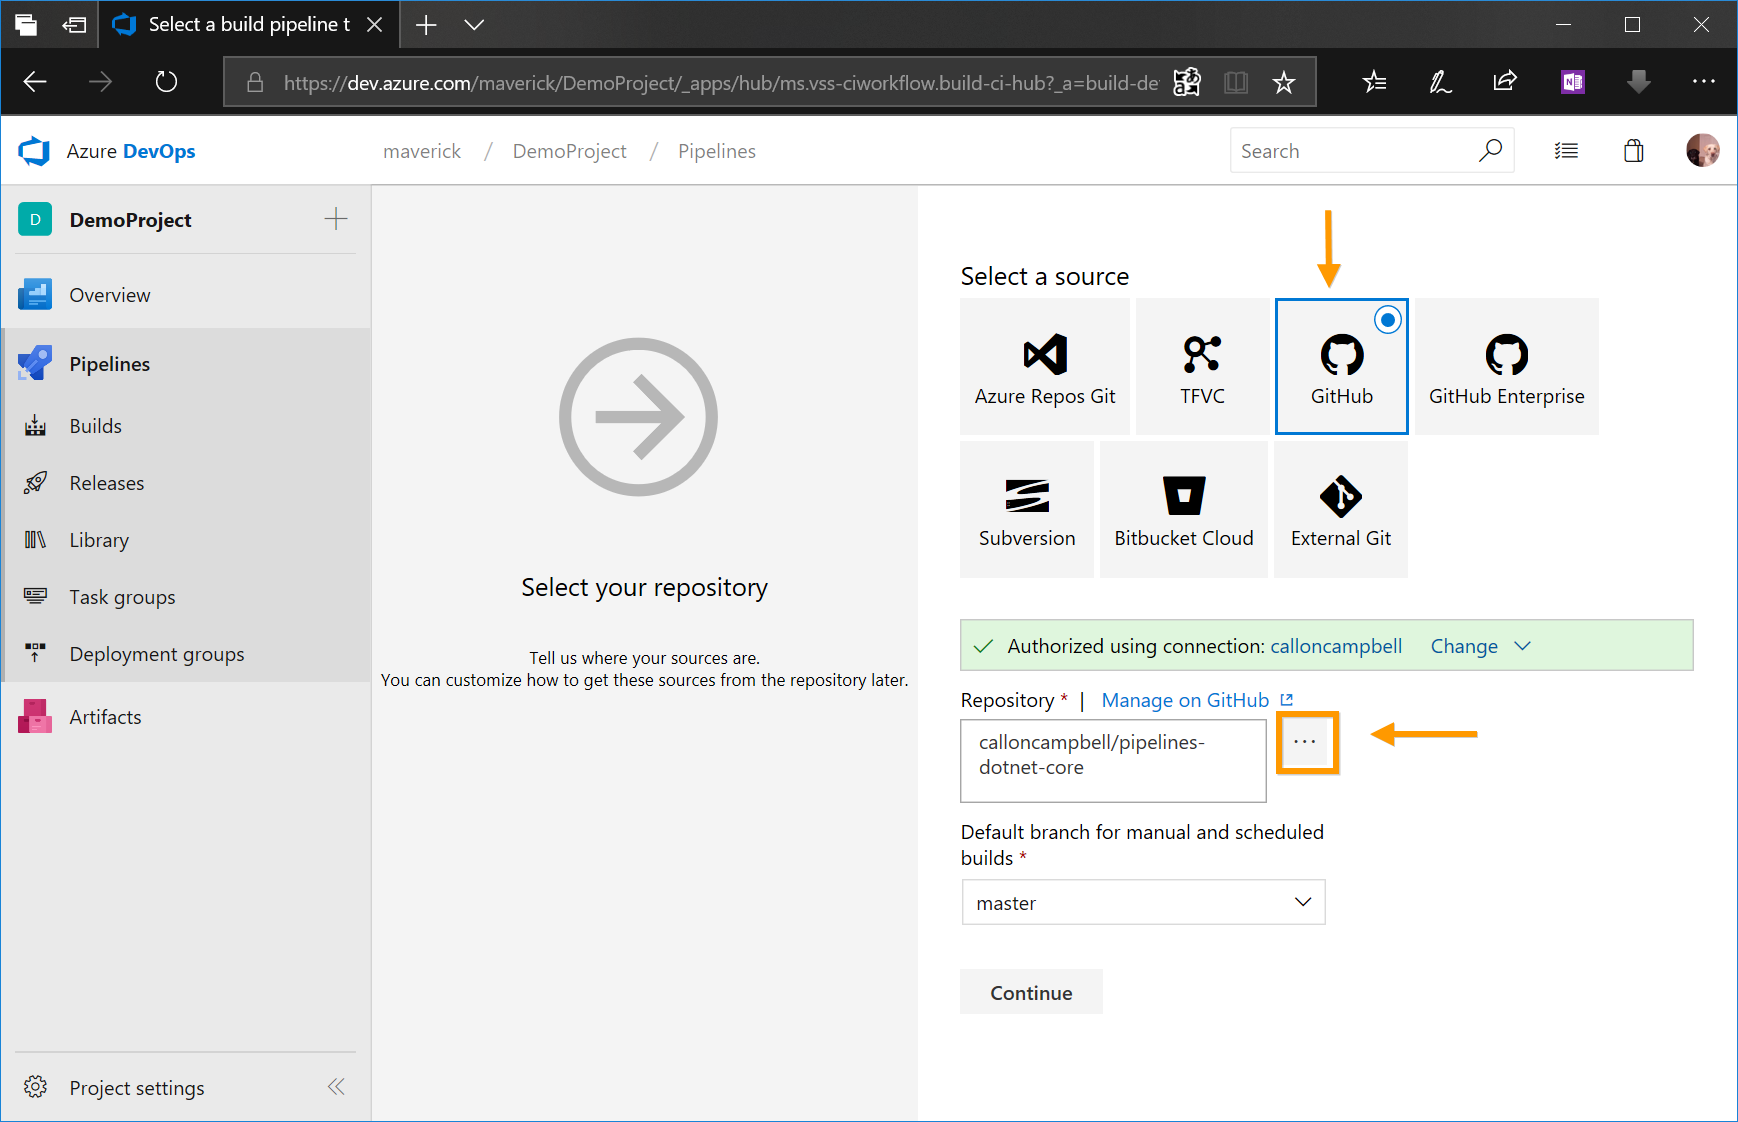 Select a build pipeline t
https://dev.azure.com/maverick/DemoProject/_apps/hub/ms.vss-ciworkflow.build-ci-hub?_a=build-de
Azure DevOps
maverick / DemoProject / Pipelines
Search
D DemoProject
Overview
Pipelines
Builds
Releases
Library
Task groups
Deployment groups
Artifacts
Project settings
Select your repository
Tell us where your sources are.
You can customize how to get these sources from the repository later.
Select a source
Azure Repos Git
TFVC
GitHub
GitHub Enterprise
Subversion
Bitbucket Cloud
External Git
Authorized using connection: calloncampbell Change
Repository * | Manage on GitHub
calloncampbell/pipelines-
dotnet-core
...
Default branch for manual and scheduled
builds *
master
Continue